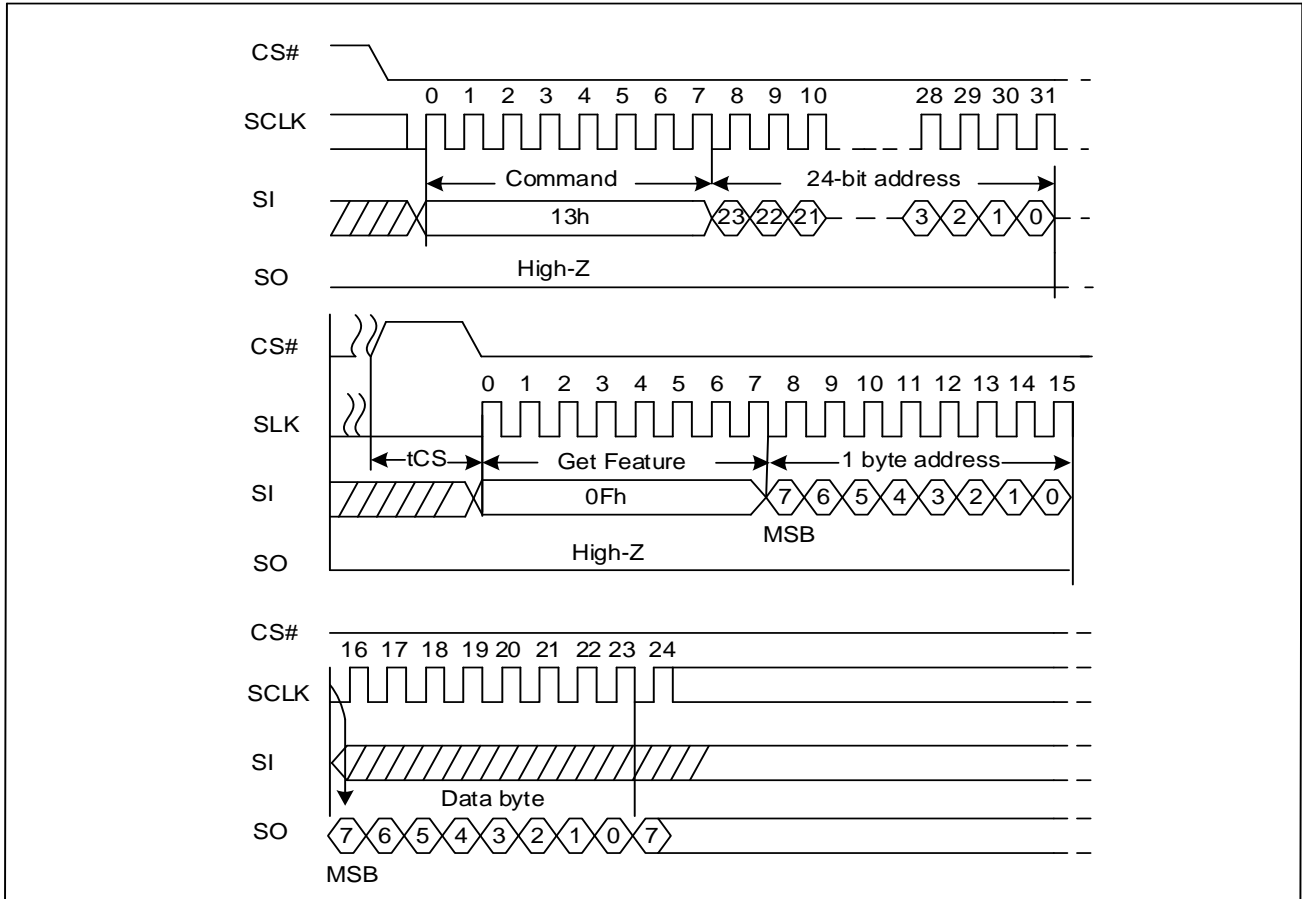 CS#
0 1 2 3 4 5 6 7 8 9 10 28 29 30 31
SCLK
Command 24-bit address
SI
13h 23 22 21 3 2 1 0
High-Z
SO
CS#
0 1 2 3 4 5 6 7 8 9 10 11 12 13 14 15
SLK
tCS Get Feature 1 byte address
SI
0Fh 7 6 5 4 3 2 1 0
MSB
High-Z
SO
CS#
16 17 18 19 20 21 22 23 24
SCLK
SI
Data byte
SO 7 6 5 4 3 2 1 0 7
MSB